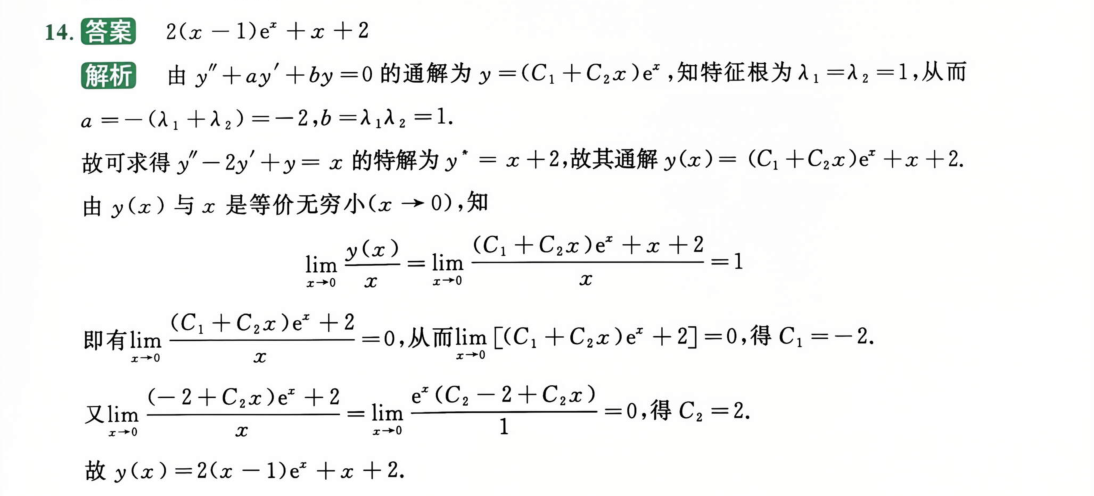 14. 答案 2(x－1)eˣ＋x＋2
解析 由 y″＋ay′＋by＝0 的通解为 y＝(C₁＋C₂x)eˣ,知特征根为 λ₁＝λ₂＝1,从而
a＝－(λ₁＋λ₂)＝－2,b＝λ₁λ₂＝1.
故可求得 y″－2y′＋y＝x 的特解为 y*＝x＋2,故其通解 y(x)＝(C₁＋C₂x)eˣ＋x＋2.
由 y(x) 与 x 是等价无穷小(x→0),知
lim_{x→0} \frac{y(x)}{x}＝lim_{x→0} \frac{(C₁＋C₂x)eˣ＋x＋2}{x}＝1
即有 lim_{x→0} \frac{(C₁＋C₂x)eˣ＋2}{x}＝0,从而 lim_{x→0} [(C₁＋C₂x)eˣ＋2]＝0,得 C₁＝－2.
又 lim_{x→0} \frac{(－2＋C₂x)eˣ＋2}{x}＝lim_{x→0} \frac{eˣ(C₂－2＋C₂x)}{1}＝0,得 C₂＝2.
故 y(x)＝2(x－1)eˣ＋x＋2.